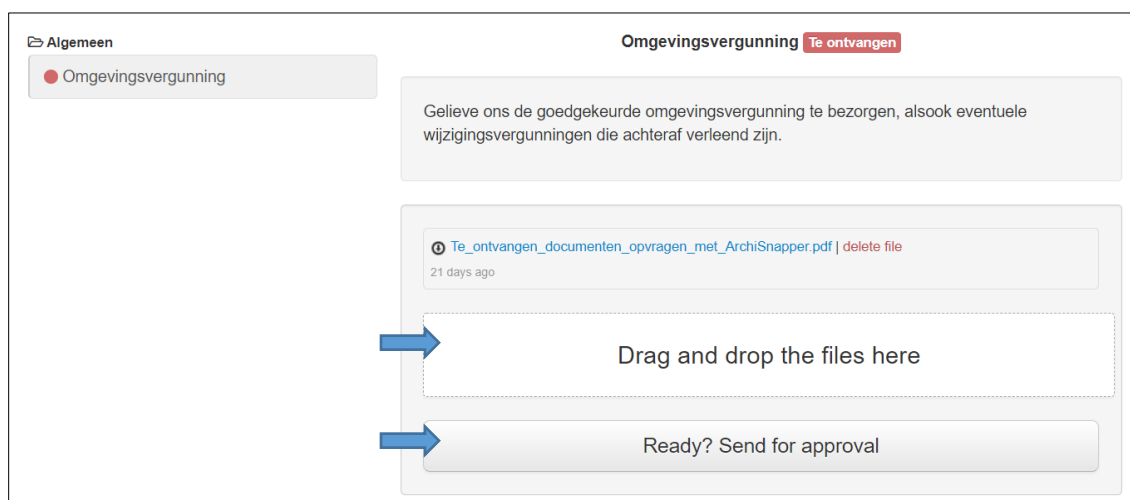 Algemeen
Omgevingsvergunning
Omgevingsvergunning Te ontvangen
Gelieve ons de goedgekeurde omgevingsvergunning te bezorgen, alsook eventuele
wijzigingsvergunningen die achteraf verleend zijn.
Te_ontvangen_documenten_opvragen_met_ArchiSnapper.pdf | delete file
21 days ago
Drag and drop the files here
Ready? Send for approval